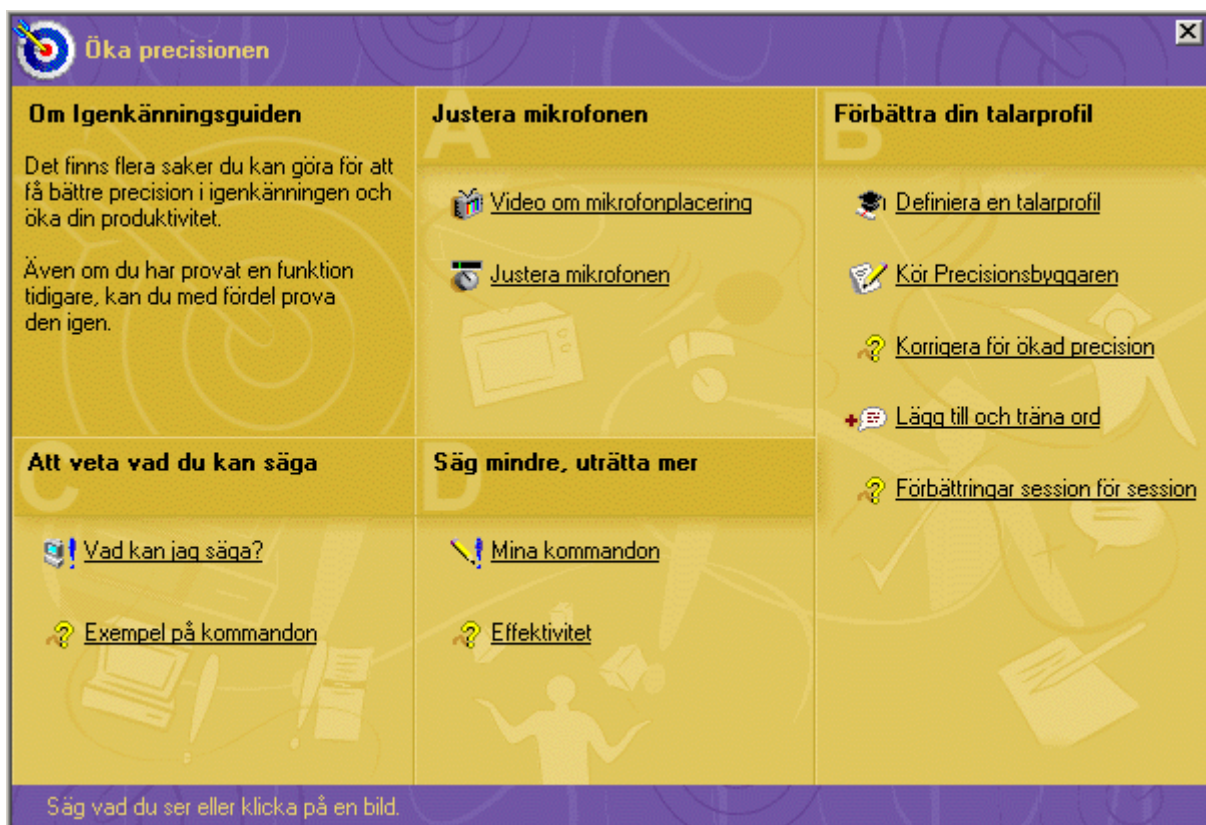 Öka precisionen
Om Igenkänningsguiden
Det finns flera saker du kan göra för att
få bättre precision i igenkänningen och
öka din produktivitet.
Även om du har provat en funktion
tidigare, kan du med fördel prova
den igen.
A
Justera mikrofonen
Video om mikrofonplacering
Justera mikrofonen
B
Förbättra din talarprofil
Definiera en talarprofil
Kör Precisionsbyggaren
Korrigera för ökad precision
Lägg till och träna ord
Förbättringar session för session
C
Att veta vad du kan säga
Vad kan jag säga?
Exempel på kommandon
D
Säg mindre, uträtta mer
Mina kommandon
Effektivitet
Säg vad du ser eller klicka på en bild.